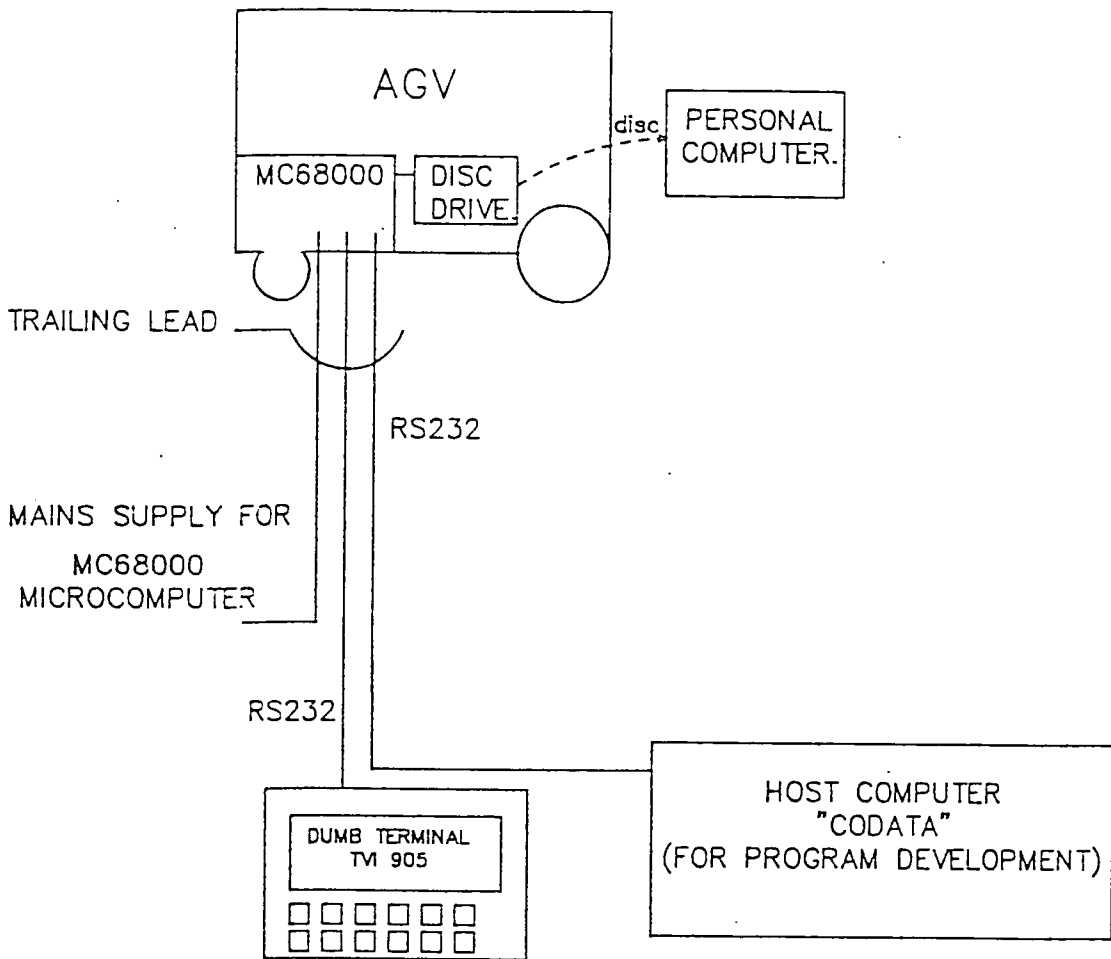 AGV
disc
PERSONAL
COMPUTER.
MC68000
DISC
DRIVE.
TRAILING LEAD
RS232
MAINS SUPPLY FOR
MC68000
MICROCOMPUTER
RS232
DUMB TERMINAL
TVI 905
HOST COMPUTER
"CODATA"
(FOR PROGRAM DEVELOPMENT)